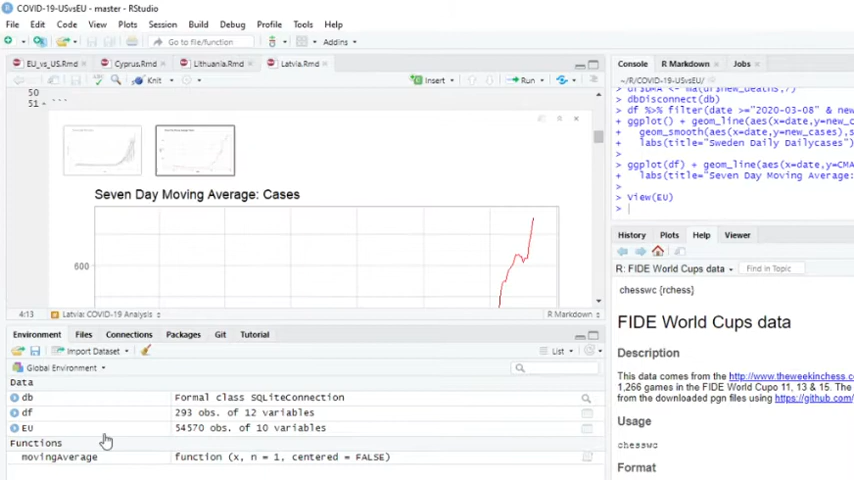 COVID-19-USvsEU - master - RStudio
File Edit Code View Plots Session Build Debug Profile Tools Help
Go to file/function Addins
EU_vs_US.Rmd Cyprus.Rmd Lithuania.Rmd Latvia.Rmd
Knit Insert Run
50
51 ```
Seven Day Moving Average: Cases
600
4:13 Latvia: COVID-19 Analysis R Markdown
Environment Files Connections Packages Git Tutorial
Import Dataset List
Global Environment
Data
db Formal class SQLiteConnection
df 293 obs. of 12 variables
EU 54570 obs. of 10 variables
Functions
movingAverage function (x, n = 1, centered = FALSE)
Console R Markdown Jobs
~/R/COVID-19-USvsEU/
> dbDisconnect(db)
> df %>% filter(date >="2020-03-08" & new
+ ggplot() + geom_line(aes(x=date,y=new_c
+ geom_smooth(aes(x=date,y=new_cases),s
+ labs(title="Sweden Daily Dailycases")
>
> ggplot(df) + geom_line(aes(x=date,y=CMA
+ labs(title="Seven Day Moving Average:
>
> View(EU)
>
History Plots Help Viewer
R: FIDE World Cups data Find in Topic
chesswc {rchess}
FIDE World Cups data
Description
This data comes from the http://www.theweekinchess.c
1,266 games in the FIDE World Cupo 11, 13 & 15. The
from the downloaded pgn files using https://github.com/
Usage
chesswc
Format